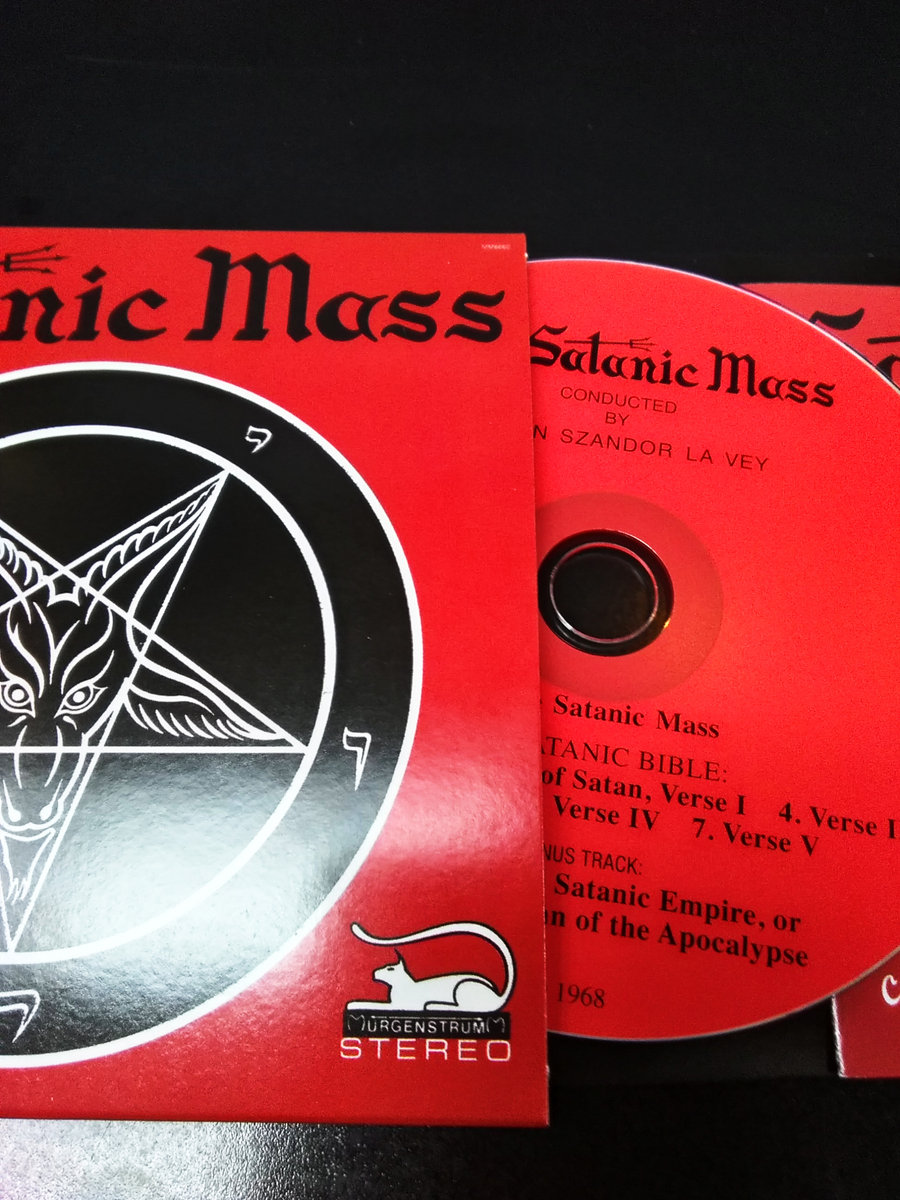 nic Mass
MURGENSTRUMM
STEREO
Satanic Mass
CONDUCTED
BY
N SZANDOR LA VEY
Satanic Mass
ATANIC BIBLE:
of Satan, Verse I 4. Verse I
Verse IV 7. Verse V
NUS TRACK:
Satanic Empire, or
n of the Apocalypse
1968